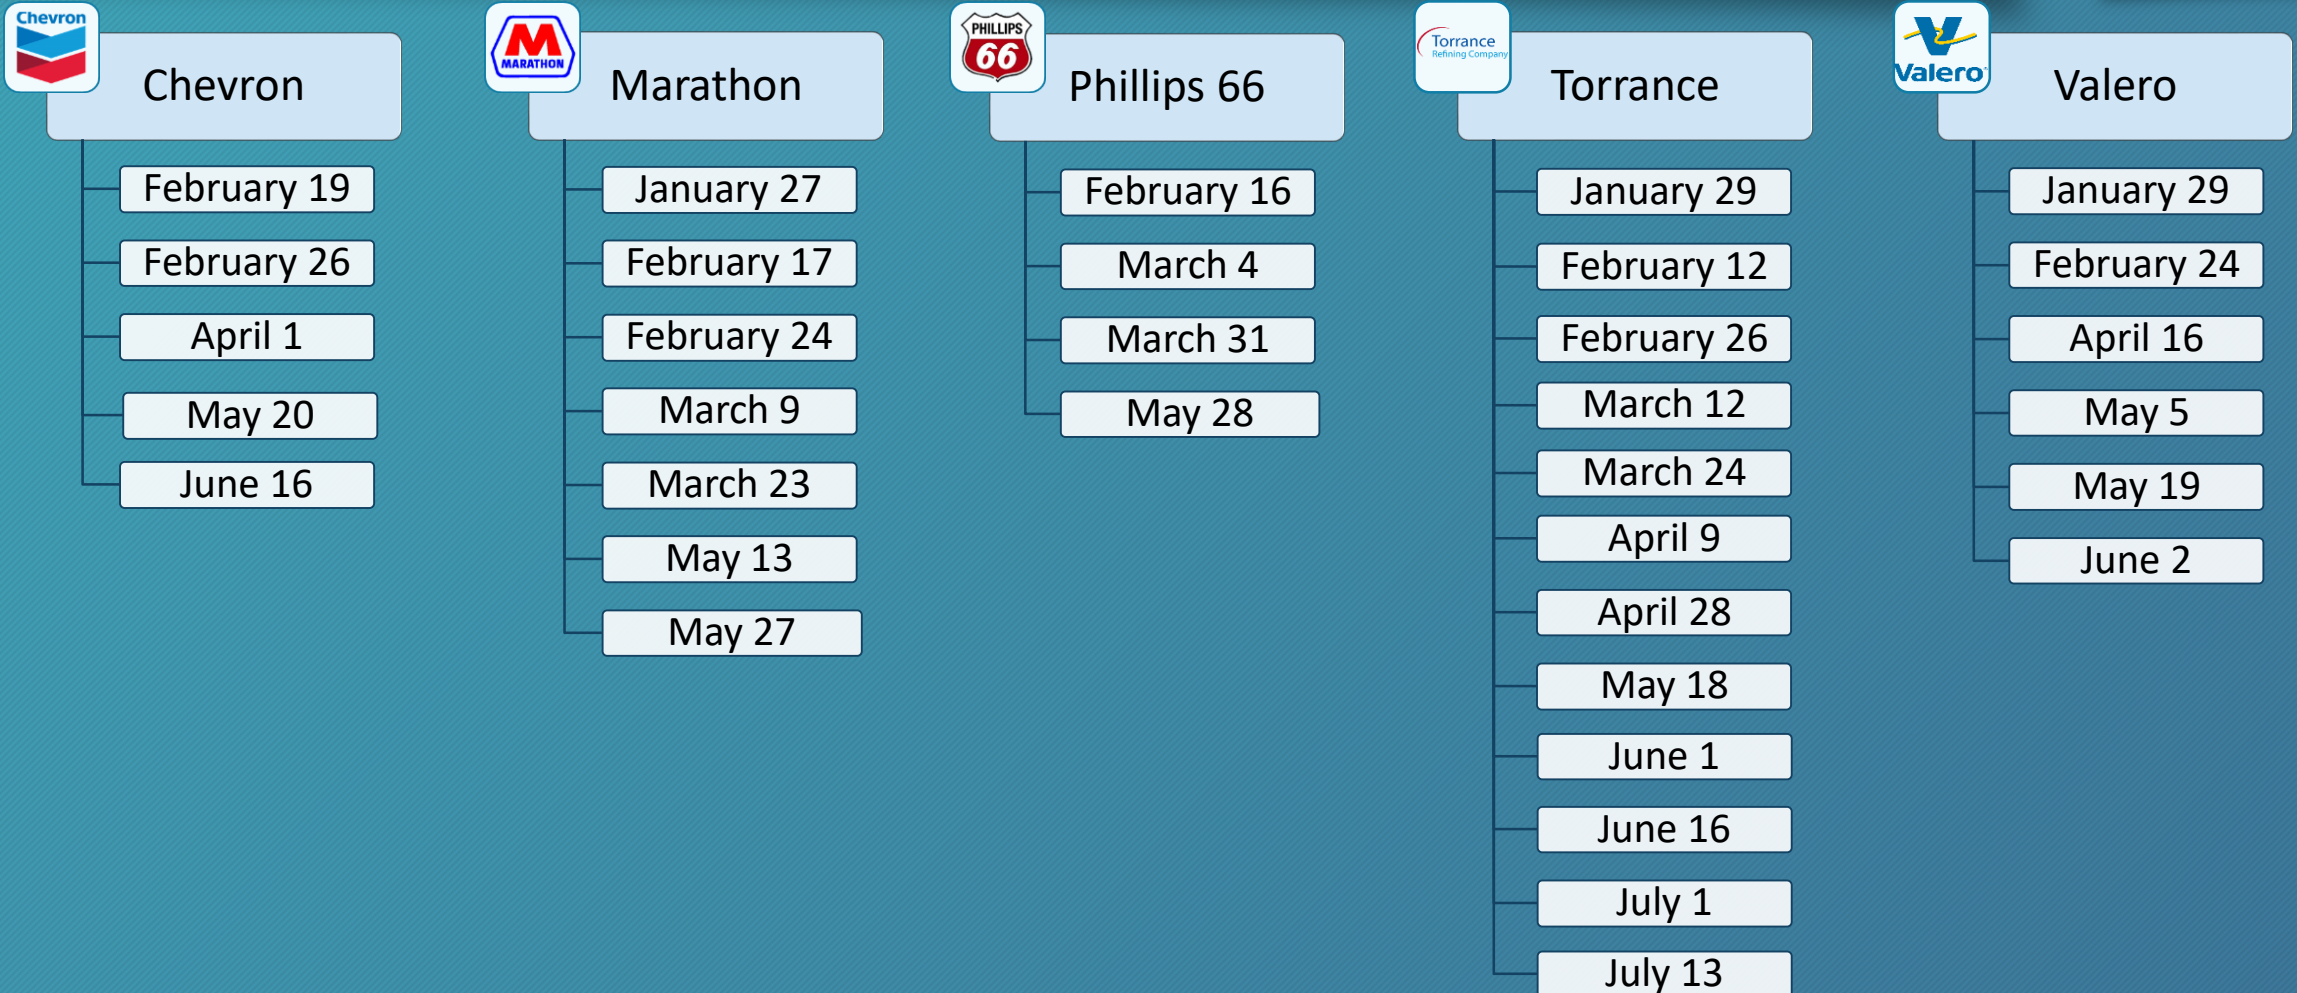 Chevron
Chevron
February 19
February 26
April 1
May 20
June 16
MARATHON
Marathon
January 27
February 17
February 24
March 9
March 23
May 13
May 27
PHILLIPS
66
Phillips 66
February 16
March 4
March 31
May 28
Torrance
Refining Company
Torrance
January 29
February 12
February 26
March 12
March 24
April 9
April 28
May 18
June 1
June 16
July 1
July 13
Valero
Valero
January 29
February 24
April 16
May 5
May 19
June 2